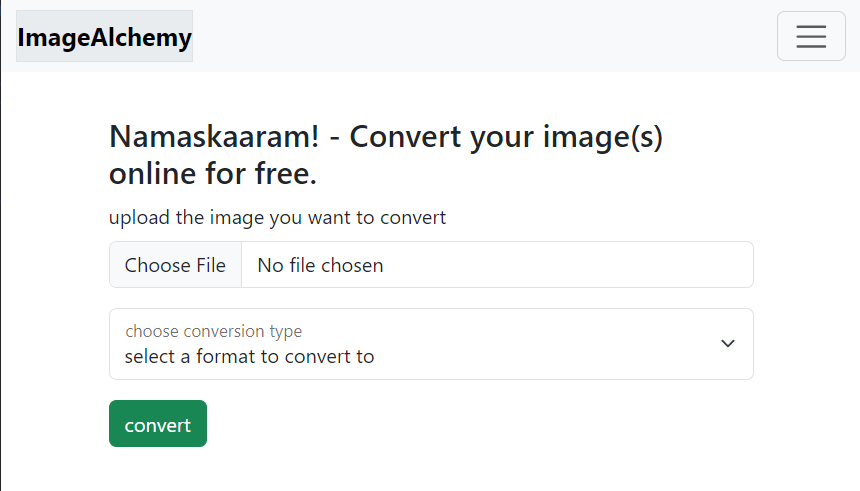 ImageAlchemy
Namaskaaram! - Convert your image(s)
online for free.
upload the image you want to convert
Choose File No file chosen
choose conversion type
select a format to convert to
convert